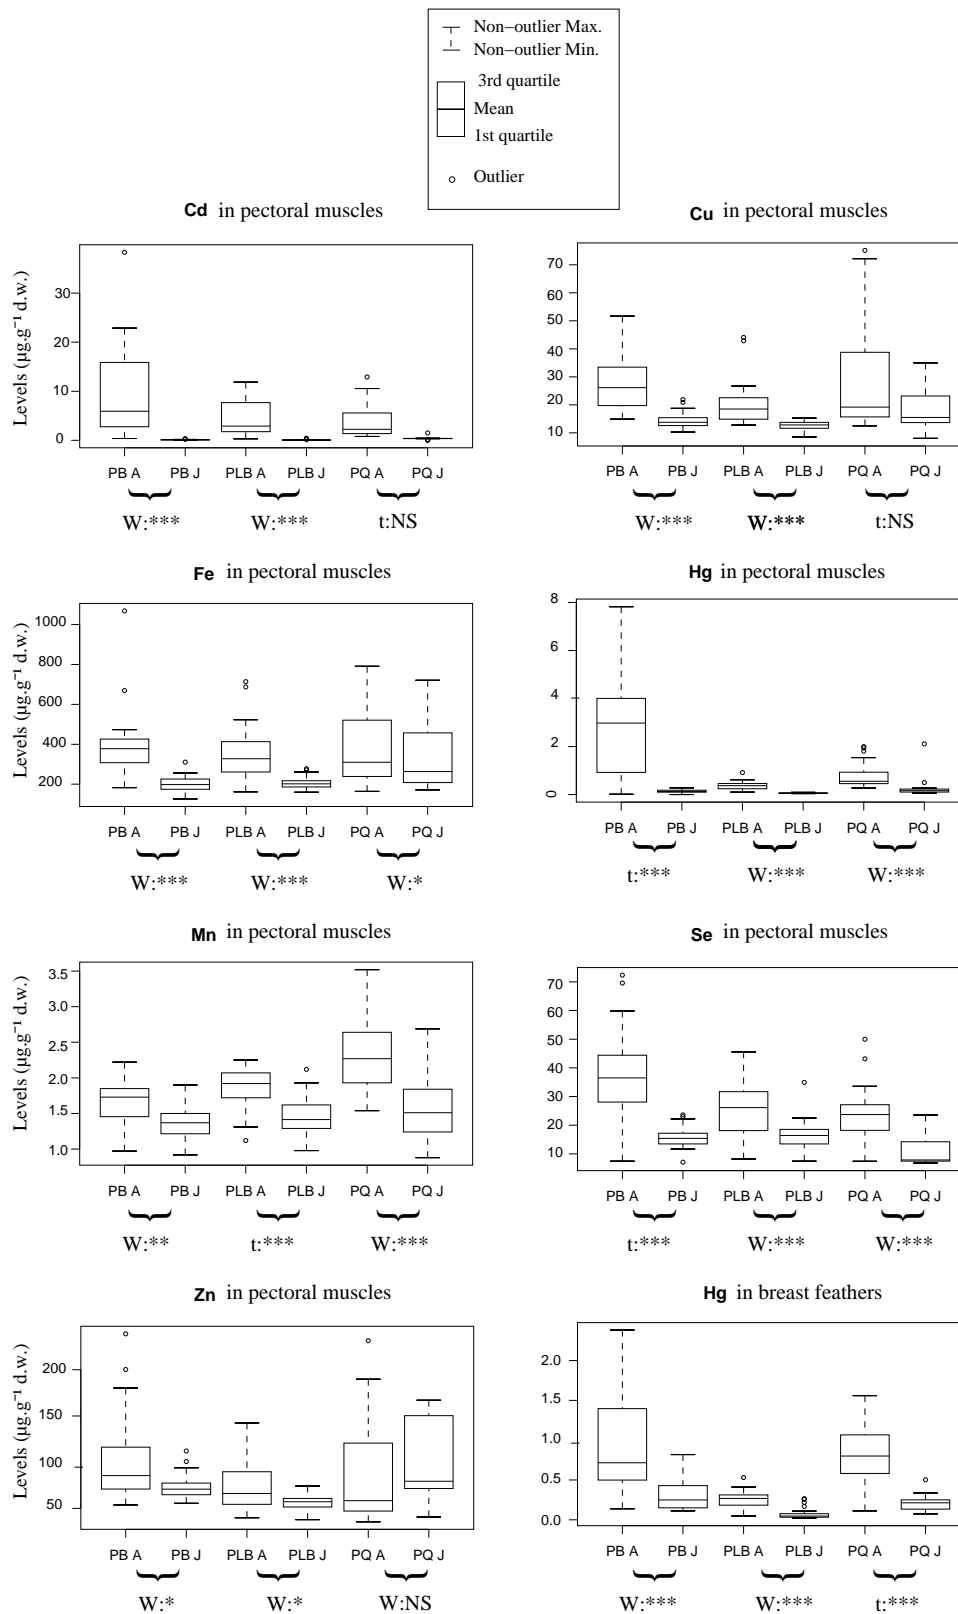 Non−outlier Max.
Non−outlier Min.
3rd quartile
Mean
1st quartile
Outlier
Cd in pectoral muscles
Levels (µg.g⁻¹ d.w.)
30
20
10
0
PB A PB J PLB A PLB J PQ A PQ J
W:*** W:*** t:NS
Cu in pectoral muscles
70
60
50
40
30
20
10
PB A PB J PLB A PLB J PQ A PQ J
W:*** W:*** t:NS
Fe in pectoral muscles
Levels (µg.g⁻¹ d.w.)
1000
800
600
400
200
PB A PB J PLB A PLB J PQ A PQ J
W:*** W:*** W:*
Hg in pectoral muscles
8
6
4
2
0
PB A PB J PLB A PLB J PQ A PQ J
t:*** W:*** W:***
Mn in pectoral muscles
Levels (µg.g⁻¹ d.w.)
3.5
3.0
2.5
2.0
1.5
1.0
PB A PB J PLB A PLB J PQ A PQ J
W:** t:*** W:***
Se in pectoral muscles
70
60
50
40
30
20
10
PB A PB J PLB A PLB J PQ A PQ J
t:*** W:*** W:***
Zn in pectoral muscles
Levels (µg.g⁻¹ d.w.)
200
150
100
50
PB A PB J PLB A PLB J PQ A PQ J
W:* W:* W:NS
Hg in breast feathers
2.0
1.5
1.0
0.5
0.0
PB A PB J PLB A PLB J PQ A PQ J
W:*** W:*** t:***